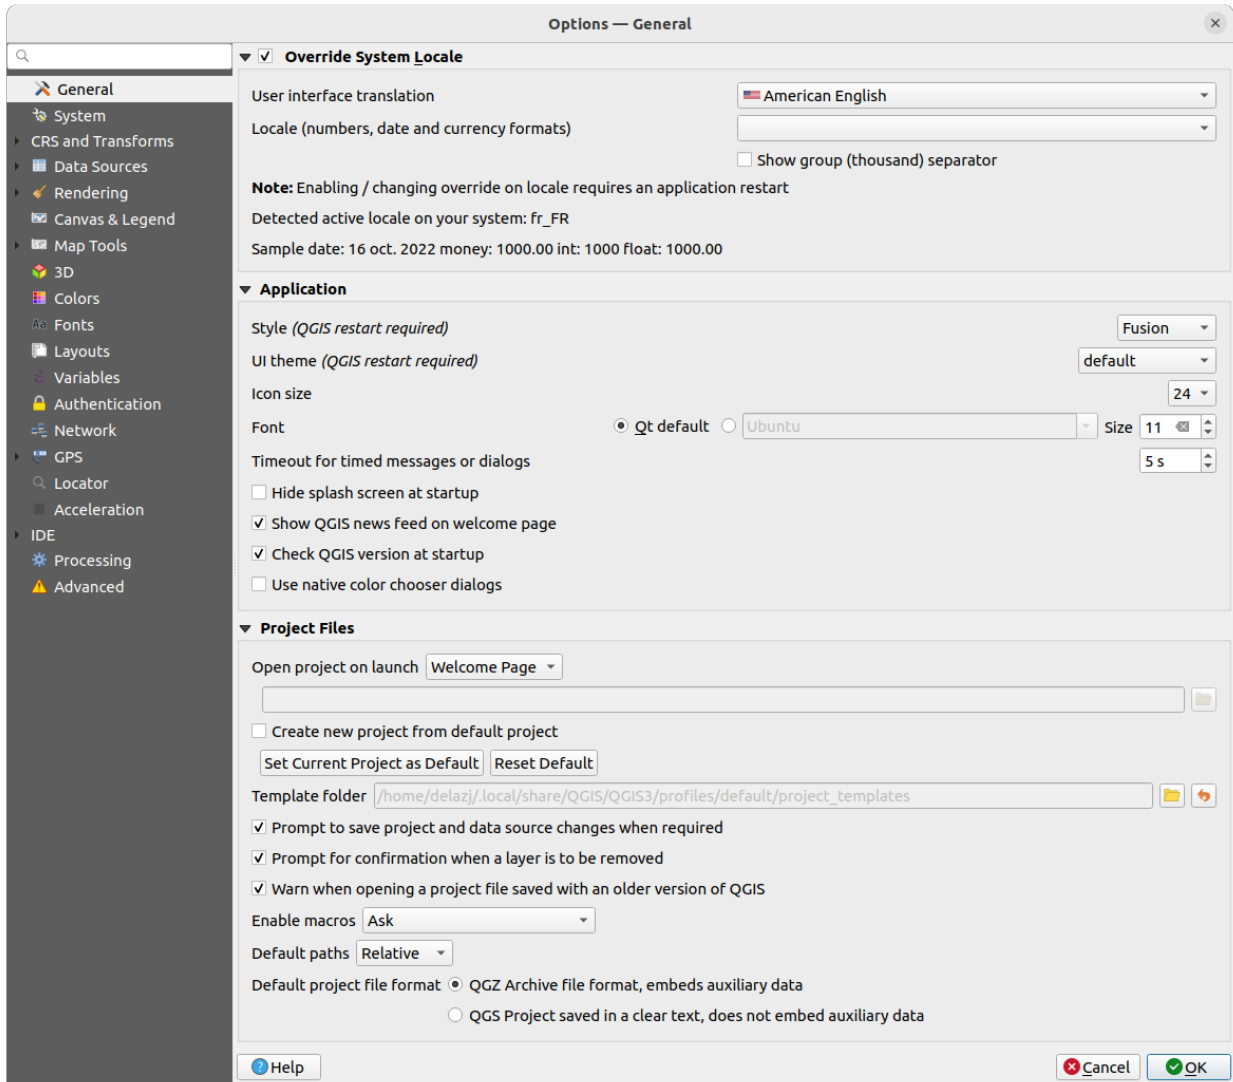 Options — General
General
System
CRS and Transforms
Data Sources
Rendering
Canvas & Legend
Map Tools
3D
Colors
Fonts
Layouts
Variables
Authentication
Network
GPS
Locator
Acceleration
IDE
Processing
Advanced
Override System Locale
User interface translation American English
Locale (numbers, date and currency formats)
Show group (thousand) separator
Note: Enabling / changing override on locale requires an application restart
Detected active locale on your system: fr_FR
Sample date: 16 oct. 2022 money: 1000.00 int: 1000 float: 1000.00
Application
Style (QGIS restart required) Fusion
UI theme (QGIS restart required) default
Icon size 24
Font Qt default Ubuntu Size 11
Timeout for timed messages or dialogs 5 s
Hide splash screen at startup
Show QGIS news feed on welcome page
Check QGIS version at startup
Use native color chooser dialogs
Project Files
Open project on launch Welcome Page
Create new project from default project
Set Current Project as Default Reset Default
Template folder /home/delazj/.local/share/QGIS/QGIS3/profiles/default/project_templates
Prompt to save project and data source changes when required
Prompt for confirmation when a layer is to be removed
Warn when opening a project file saved with an older version of QGIS
Enable macros Ask
Default paths Relative
Default project file format QGZ Archive file format, embeds auxiliary data
QGS Project saved in a clear text, does not embed auxiliary data
Help Cancel OK